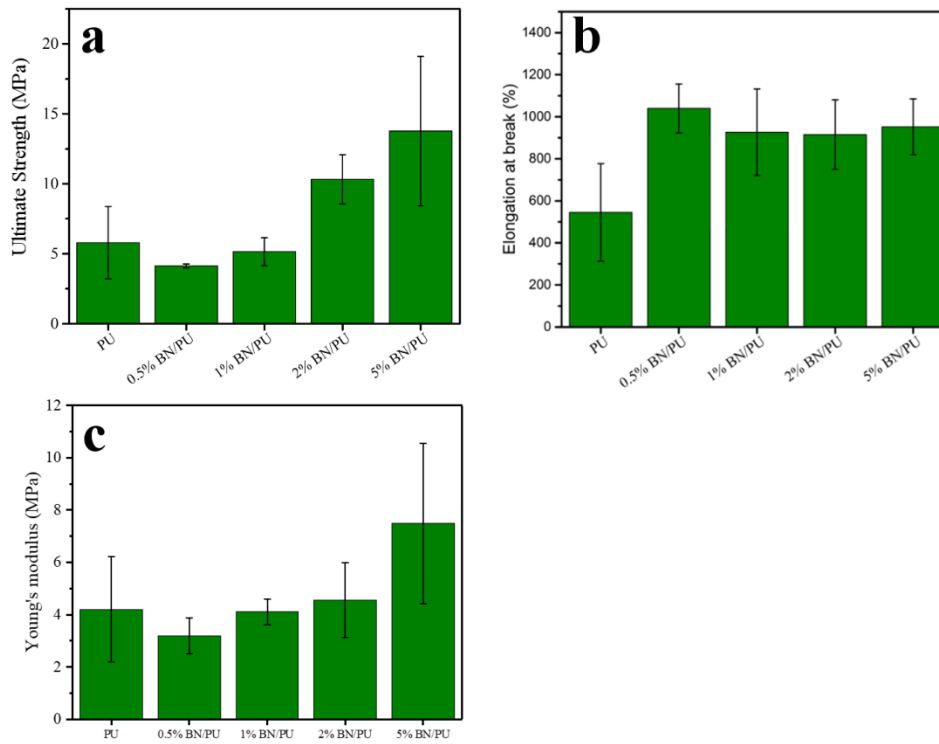 a
Ultimate Strength (MPa)
20
15
10
5
0
PU
0.5% BN/PU
1% BN/PU
2% BN/PU
5% BN/PU
b
Elongation at break (%)
1400
1200
1000
800
600
400
200
0
PU
0.5% BN/PU
1% BN/PU
2% BN/PU
5% BN/PU
c
Young's modulus (MPa)
12
10
8
6
4
2
0
PU
0.5% BN/PU
1% BN/PU
2% BN/PU
5% BN/PU